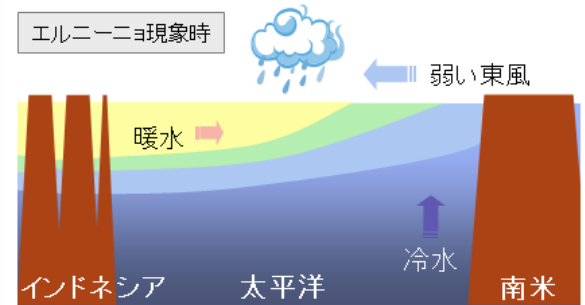 エルニーニョ現象時
弱い東風
暖水
冷水
インドネシア
太平洋
南米